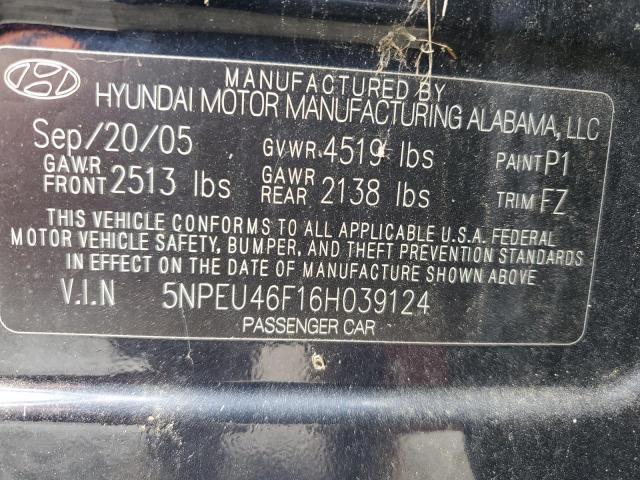 MANUFACTURED BY
HYUNDAI MOTOR MANUFACTURING ALABAMA, LLC
Sep/20/05 GVWR 4519 lbs PAINT P1
GAWR FRONT 2513 lbs GAWR REAR 2138 lbs TRIM FZ
THIS VEHICLE CONFORMS TO ALL APPLICABLE U.S.A. FEDERAL
MOTOR VEHICLE SAFETY, BUMPER, AND THEFT PREVENTION STANDARDS
IN EFFECT ON THE DATE OF MANUFACTURE SHOWN ABOVE
V.I.N 5NPEU46F16H039124
PASSENGER CAR